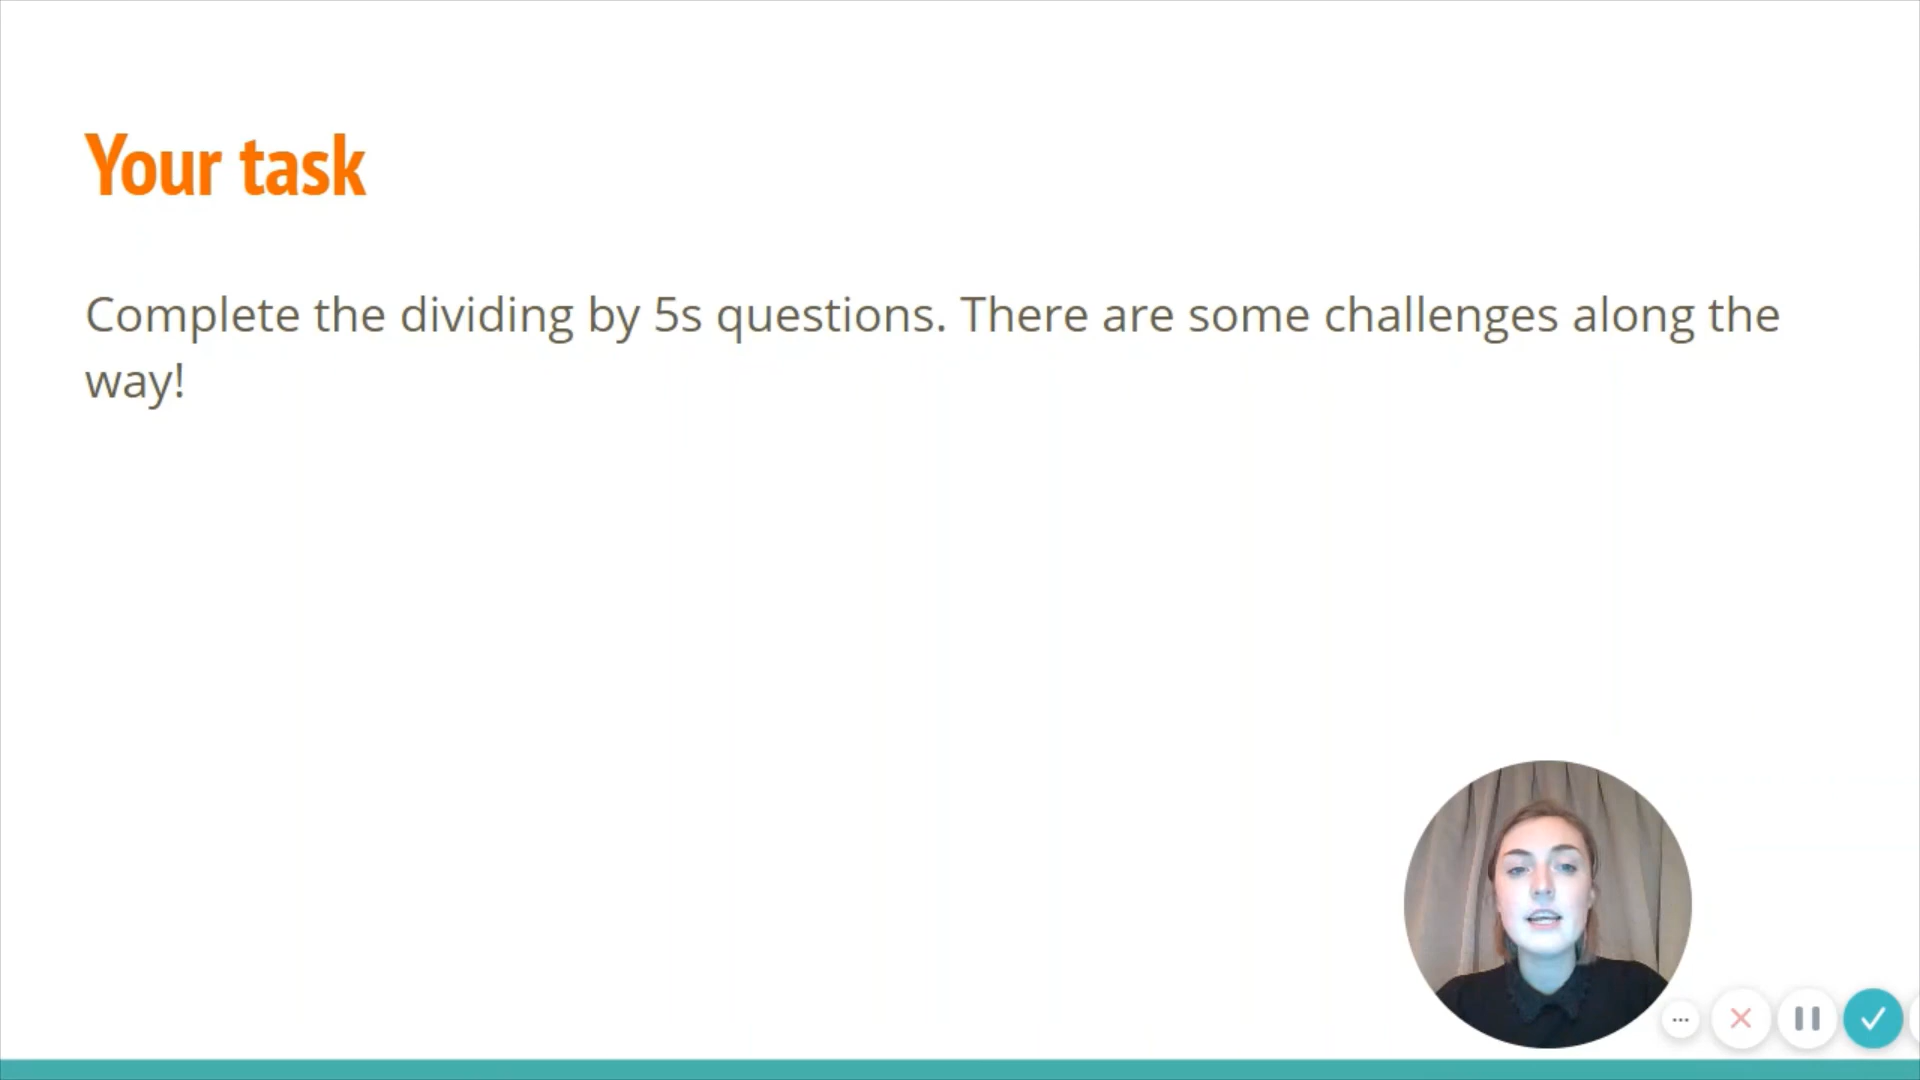 Your task
Complete the dividing by 5s questions. There are some challenges along the
way!